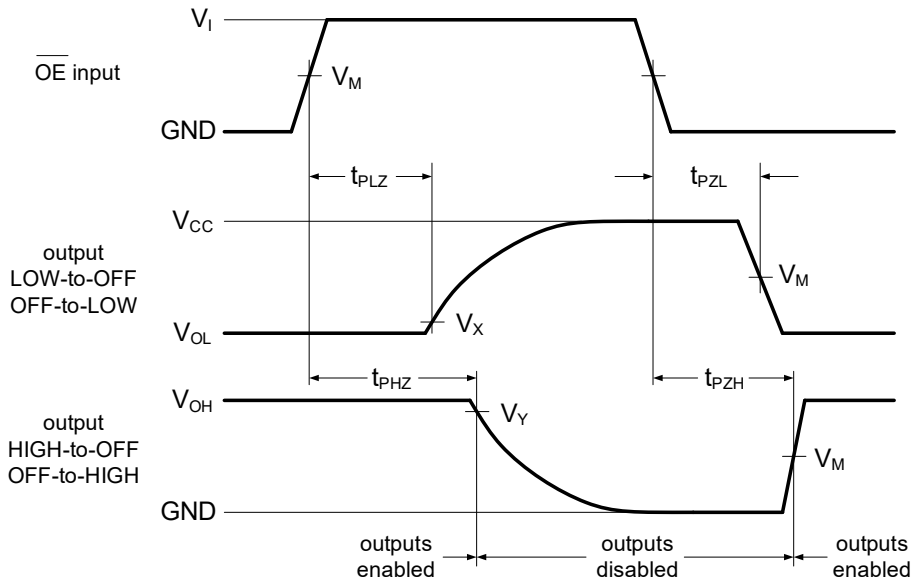 V_I
OE input
V_M
GND
t_PLZ
t_PZL
V_CC
output
LOW-to-OFF
OFF-to-LOW
V_M
V_X
V_OL
t_PHZ
t_PZH
V_OH
output
HIGH-to-OFF
OFF-to-HIGH
V_Y
V_M
GND
outputs
enabled
outputs
disabled
outputs
enabled